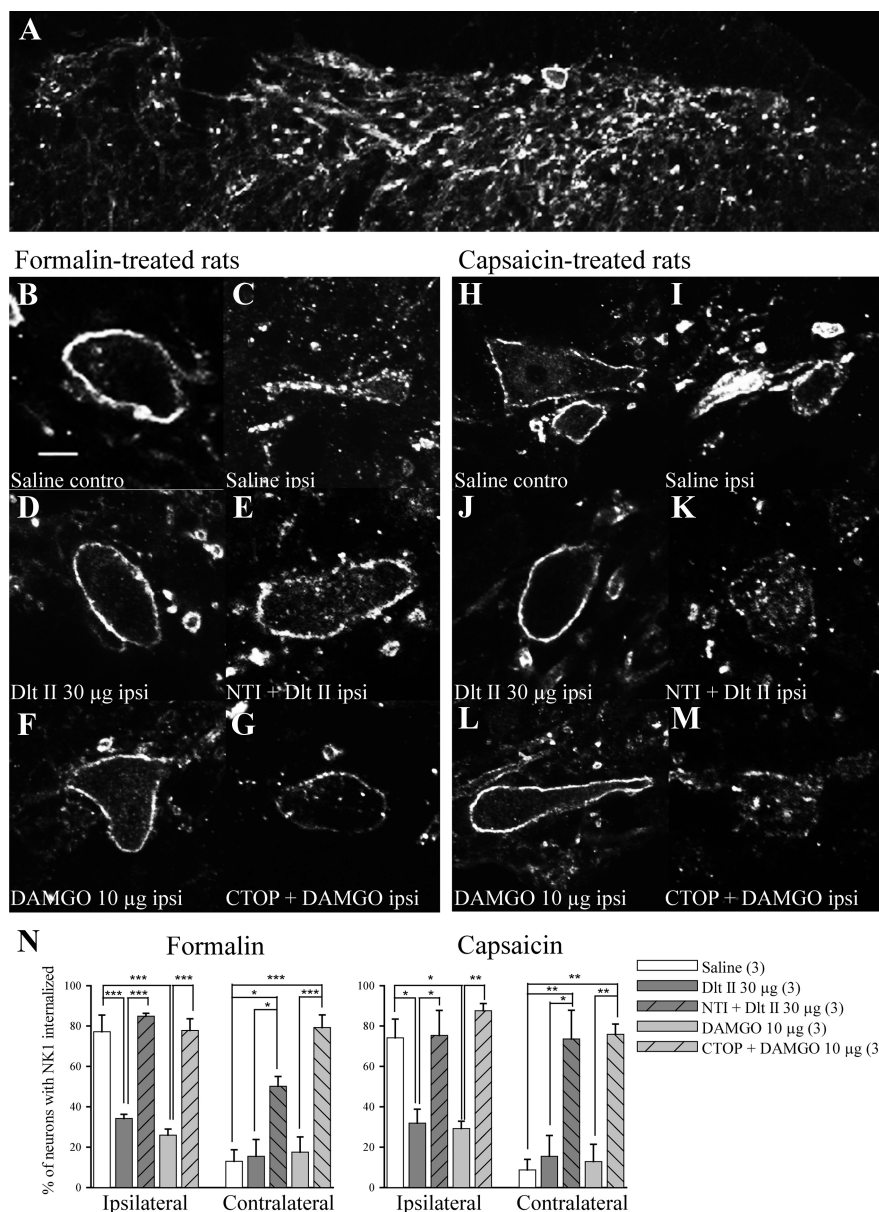 A
Formalin-treated rats
Capsaicin-treated rats
B
C
Saline contro
Saline ipsi
D
E
Dlt II 30 µg ipsi
NTI + Dlt II ipsi
F
G
DAMGO 10 µg ipsi
CTOP + DAMGO ipsi
H
I
Saline contro
Saline ipsi
J
K
Dlt II 30 µg ipsi
NTI + Dlt II ipsi
L
M
DAMGO 10 µg ipsi
CTOP + DAMGO ipsi
N
Formalin
% of neurons with NK1 internalized
100
80
60
40
20
0
***
***
***
***
***
*
*
***
Ipsilateral
Contralateral
Capsaicin
100
80
60
40
20
0
*
**
*
*
**
**
*
**
Ipsilateral
Contralateral
Saline (3)
Dlt II 30 µg (3)
NTI + Dlt II 30 µg (3)
DAMGO 10 µg (3)
CTOP + DAMGO 10 µg (3